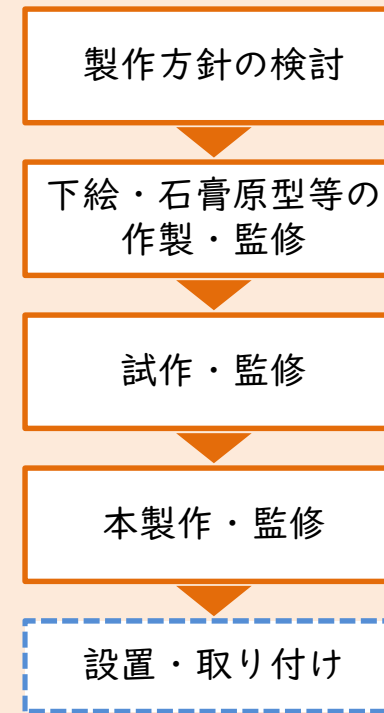 製作方針の検討
下絵・石膏原型等の
作製・監修
試作・監修
本製作・監修
設置・取り付け